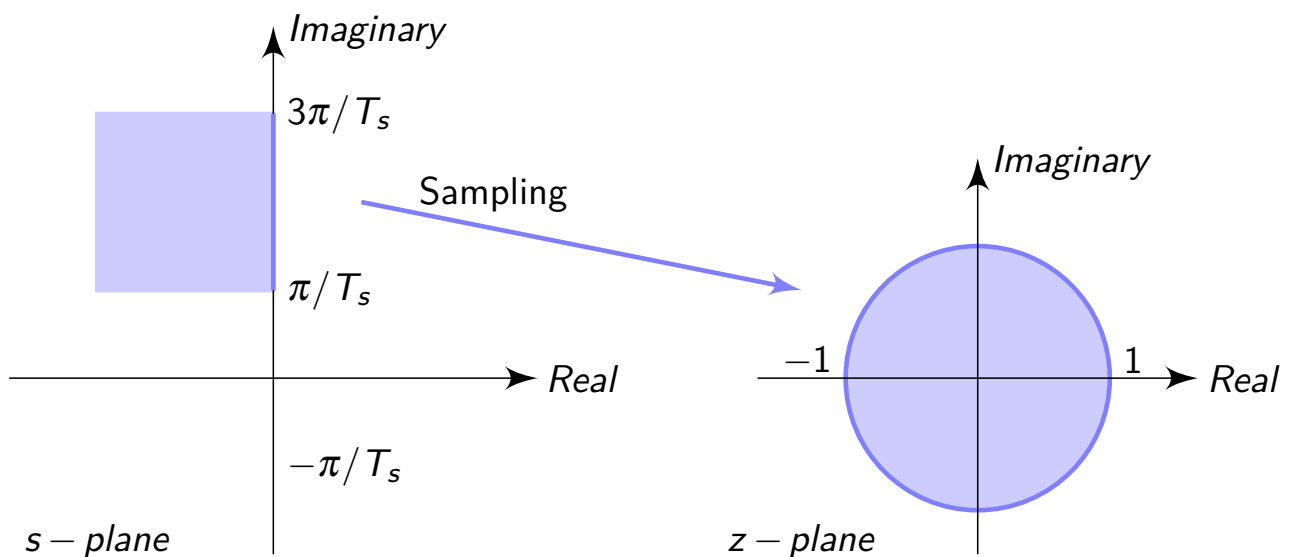 Imaginary
3π/Ts
Sampling
π/Ts
Real
−π/Ts
s − plane
Imaginary
−1
1
Real
z − plane